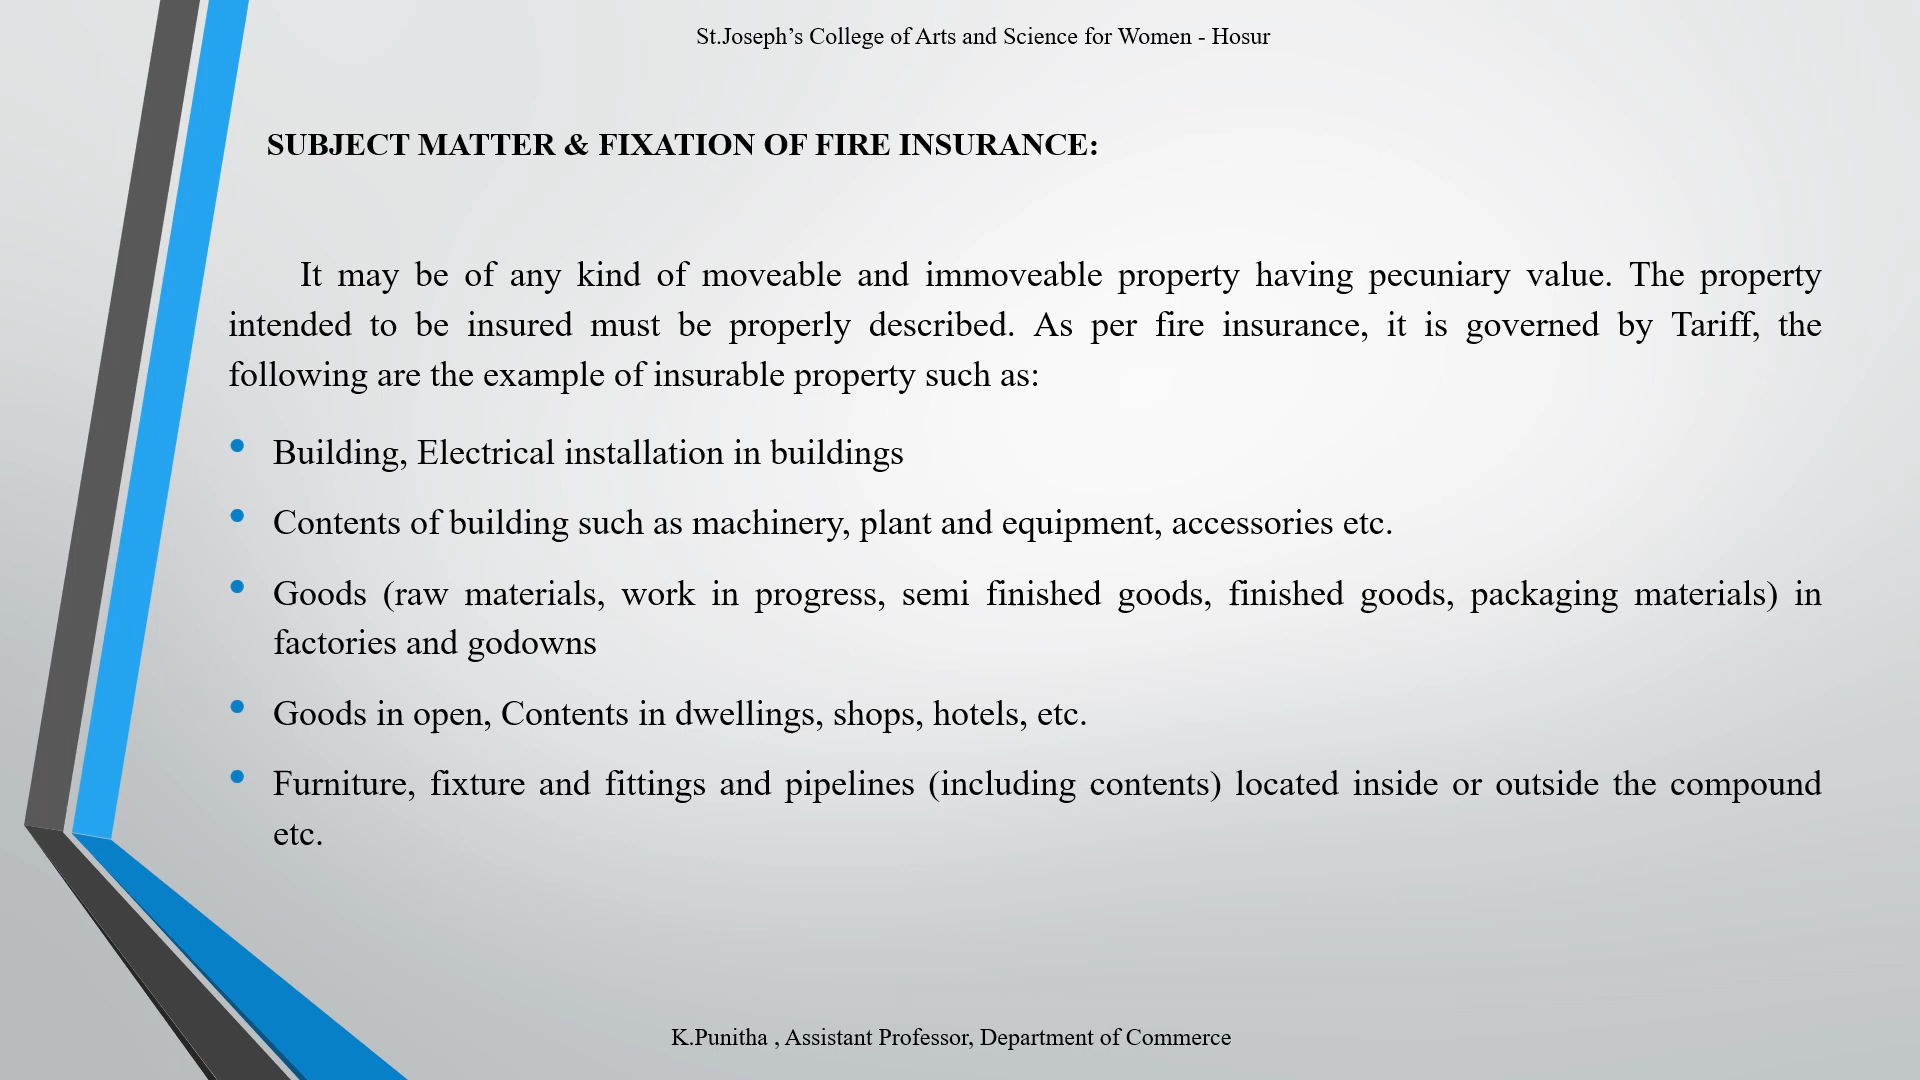 St.Joseph’s College of Arts and Science for Women - Hosur
SUBJECT MATTER & FIXATION OF FIRE INSURANCE:
It may be of any kind of moveable and immoveable property having pecuniary value. The property
intended to be insured must be properly described. As per fire insurance, it is governed by Tariff, the
following are the example of insurable property such as:
• Building, Electrical installation in buildings
• Contents of building such as machinery, plant and equipment, accessories etc.
• Goods (raw materials, work in progress, semi finished goods, finished goods, packaging materials) in
factories and godowns
• Goods in open, Contents in dwellings, shops, hotels, etc.
• Furniture, fixture and fittings and pipelines (including contents) located inside or outside the compound
etc.
K.Punitha , Assistant Professor, Department of Commerce